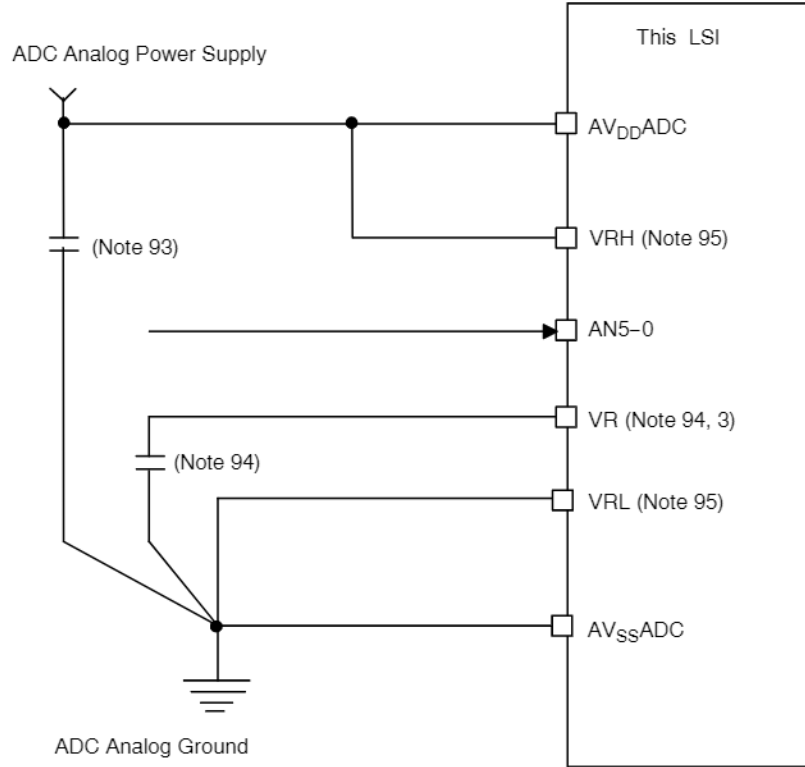 This LSI
ADC Analog Power Supply
AVDDADC
VRH (Note 95)
(Note 93)
AN5-0
VR (Note 94, 3)
(Note 94)
VRL (Note 95)
AVSSADC
ADC Analog Ground